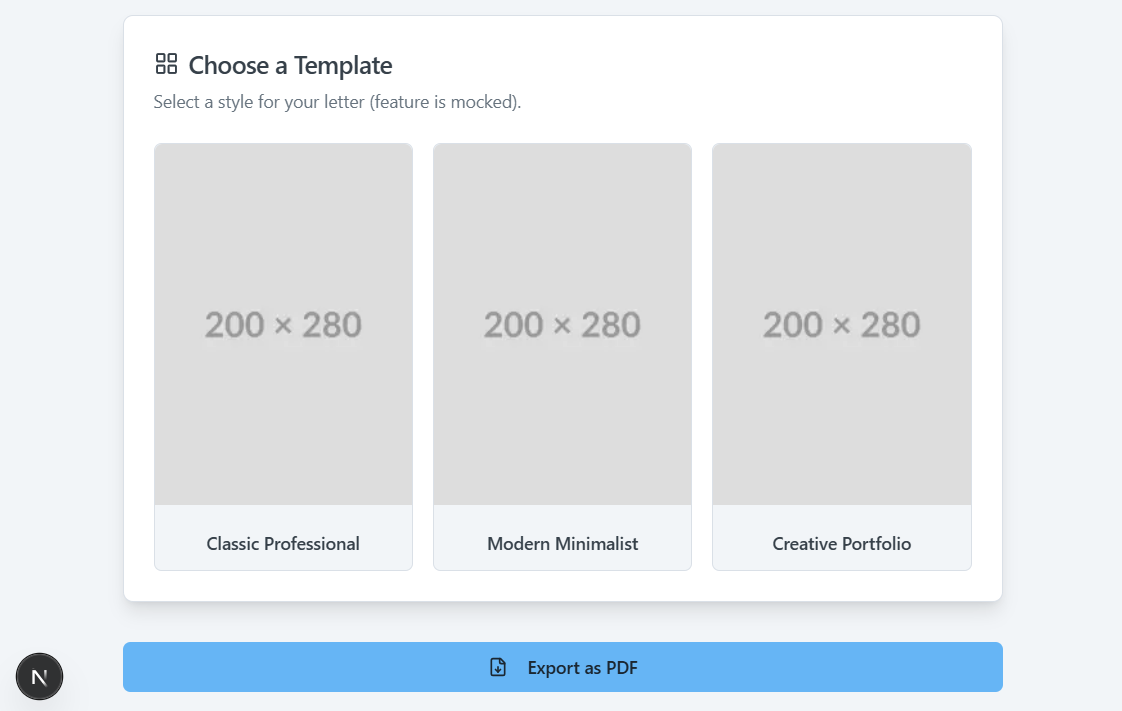 Choose a Template
Select a style for your letter (feature is mocked).
200 × 280
200 × 280
200 × 280
Classic Professional
Modern Minimalist
Creative Portfolio
Export as PDF
N